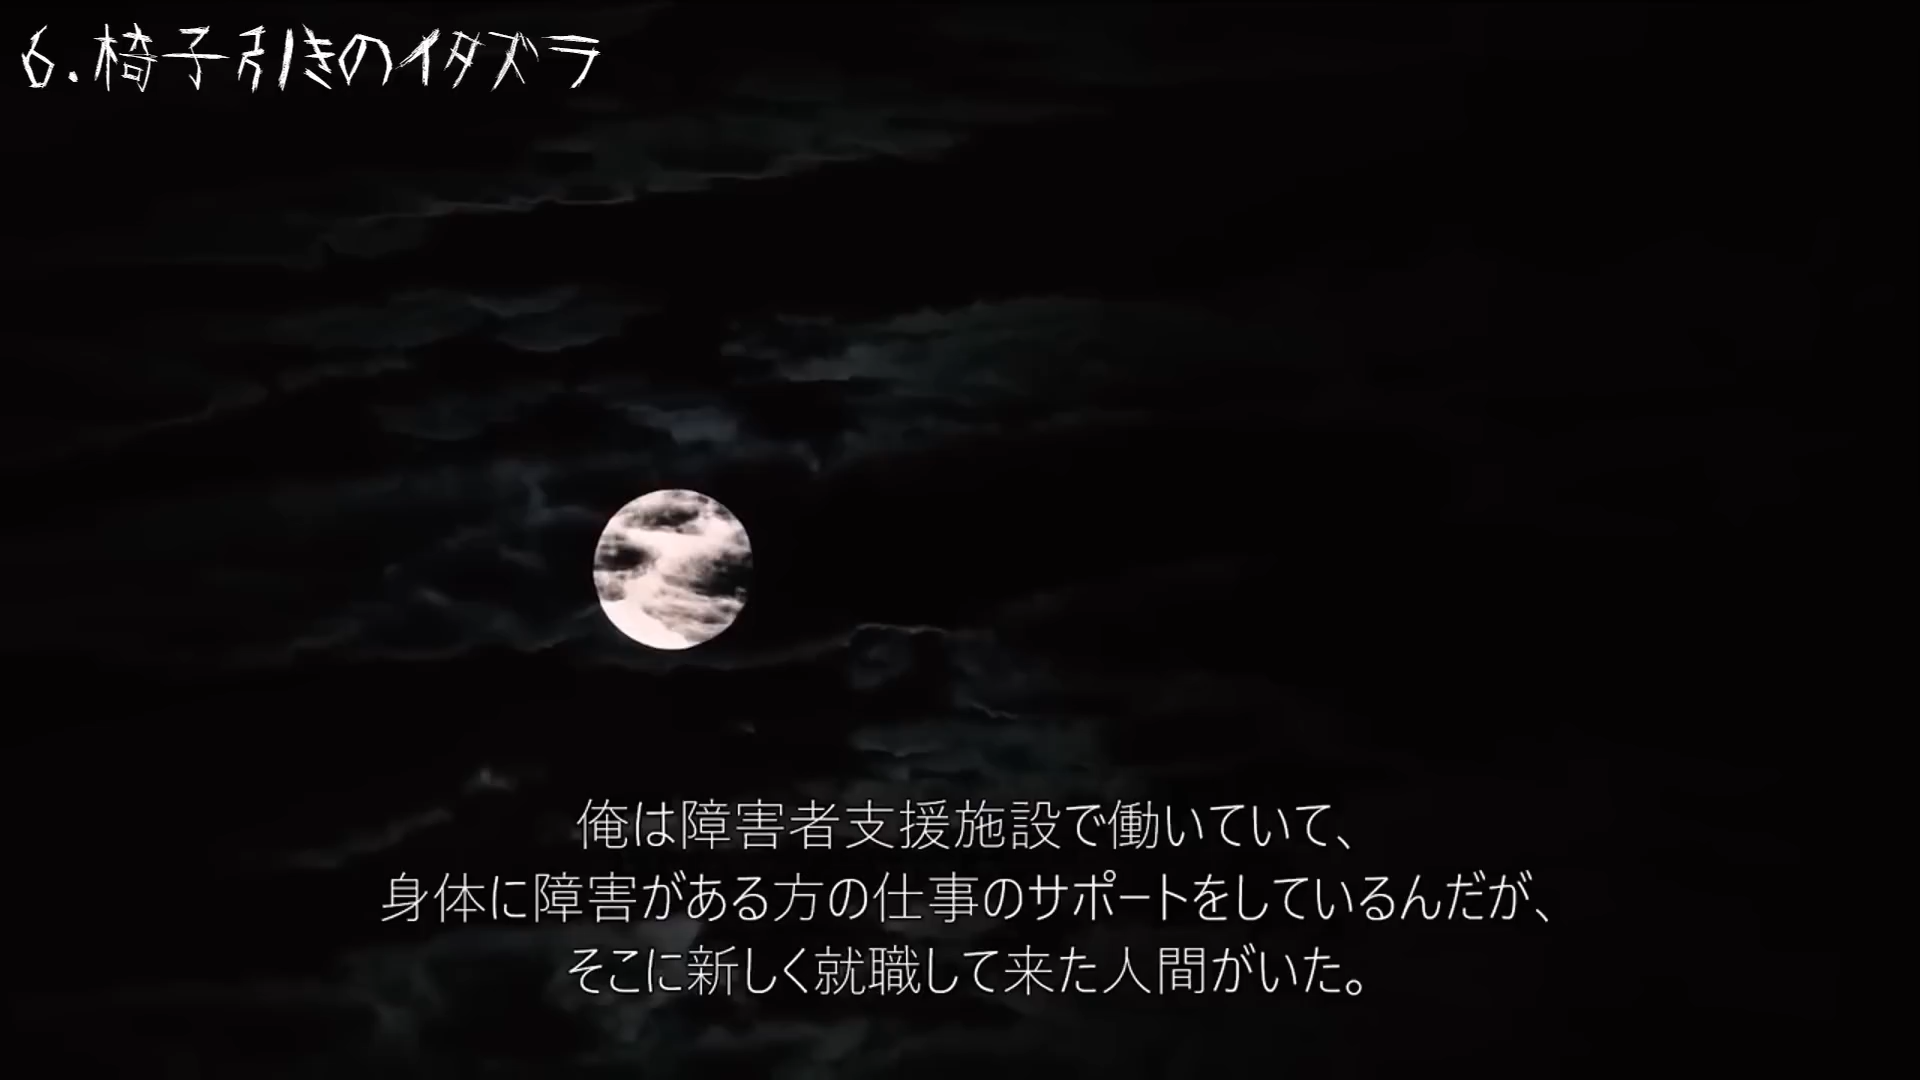 6.椅子引きのイタズラ
俺は障害者支援施設で働いていて、
身体に障害がある方の仕事のサポートをしているんだが、
そこに新しく就職して来た人間がいた。